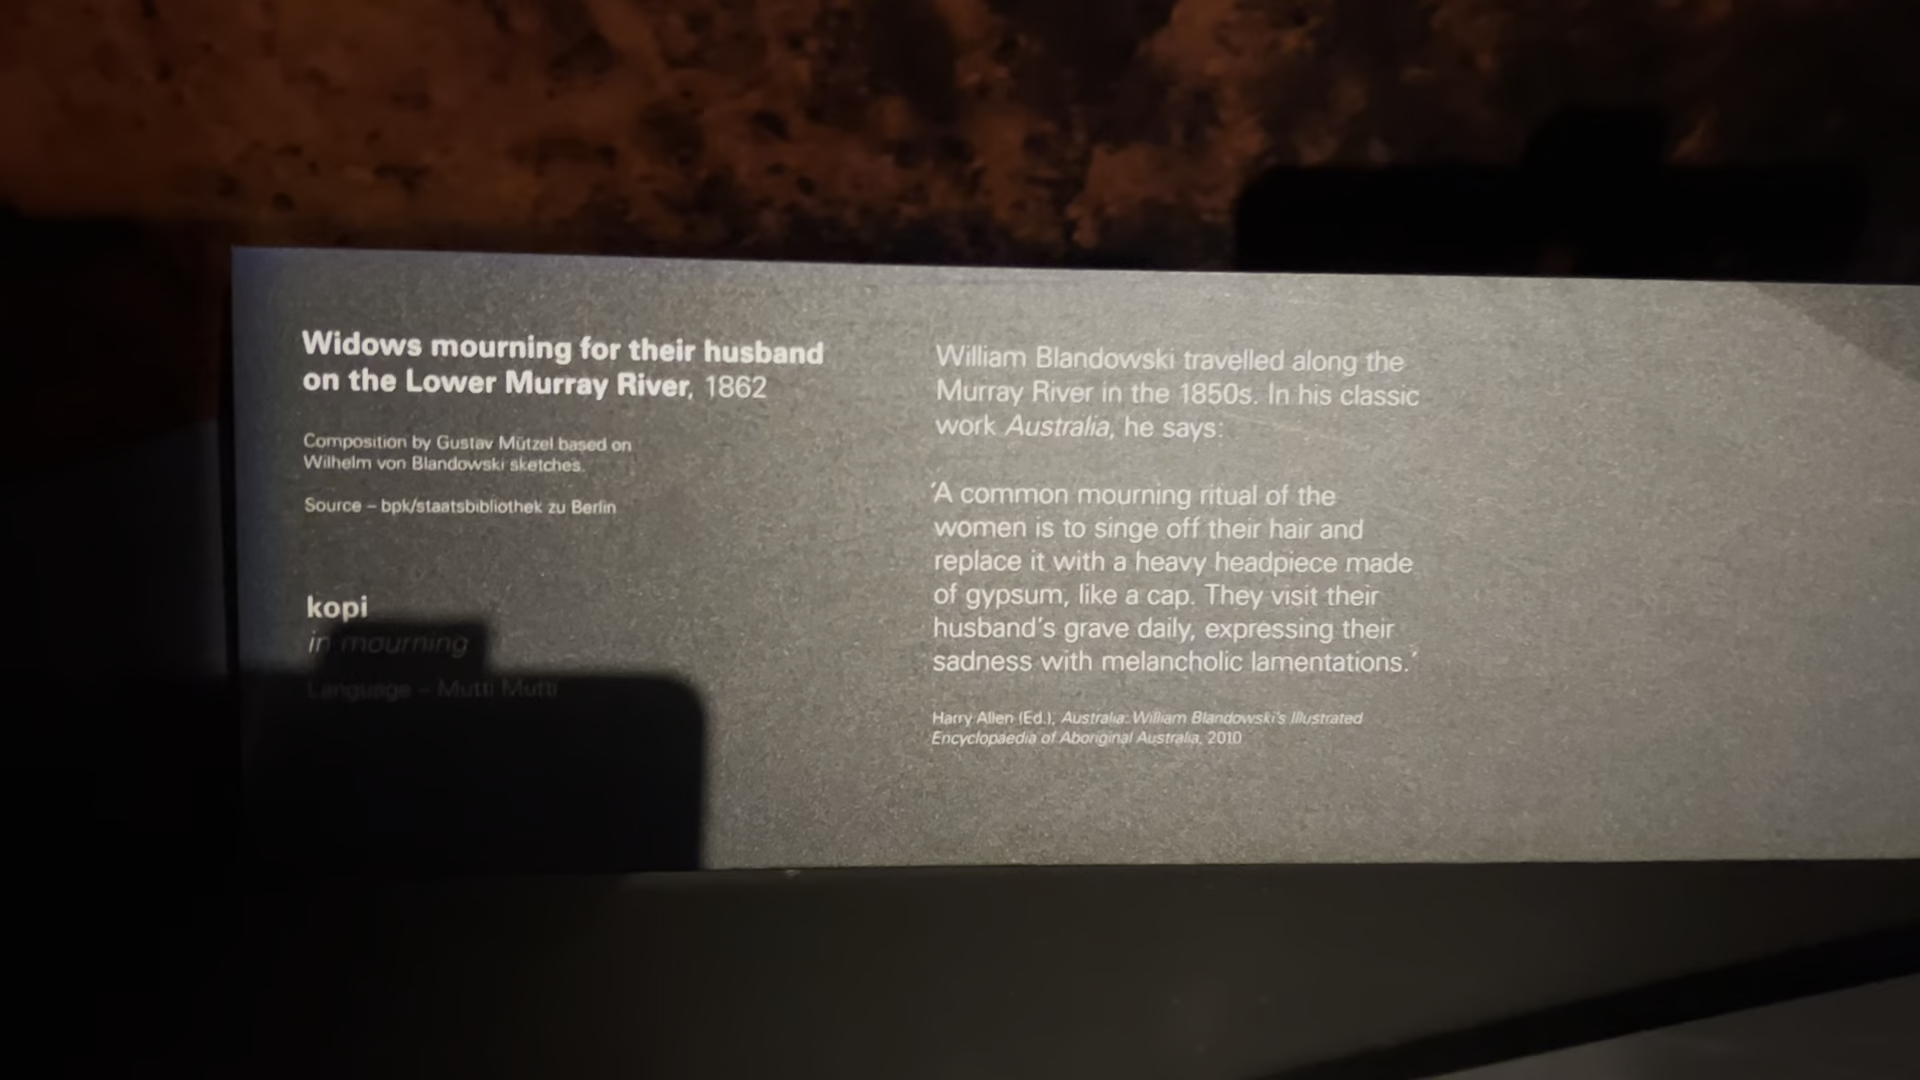 Widows mourning for their husband
on the Lower Murray River, 1862
Composition by Gustav Mützel based on
Wilhelm von Blandowski sketches.
Source – bpk/staatsbibliothek zu Berlin
kopi
in mourning
Language – Mutti Mutti
William Blandowski travelled along the
Murray River in the 1850s. In his classic
work Australia, he says:
‘A common mourning ritual of the
women is to singe off their hair and
replace it with a heavy headpiece made
of gypsum, like a cap. They visit their
husband’s grave daily, expressing their
sadness with melancholic lamentations.’
Harry Allen (Ed.), Australia: William Blandowski’s Illustrated
Encyclopaedia of Aboriginal Australia, 2010